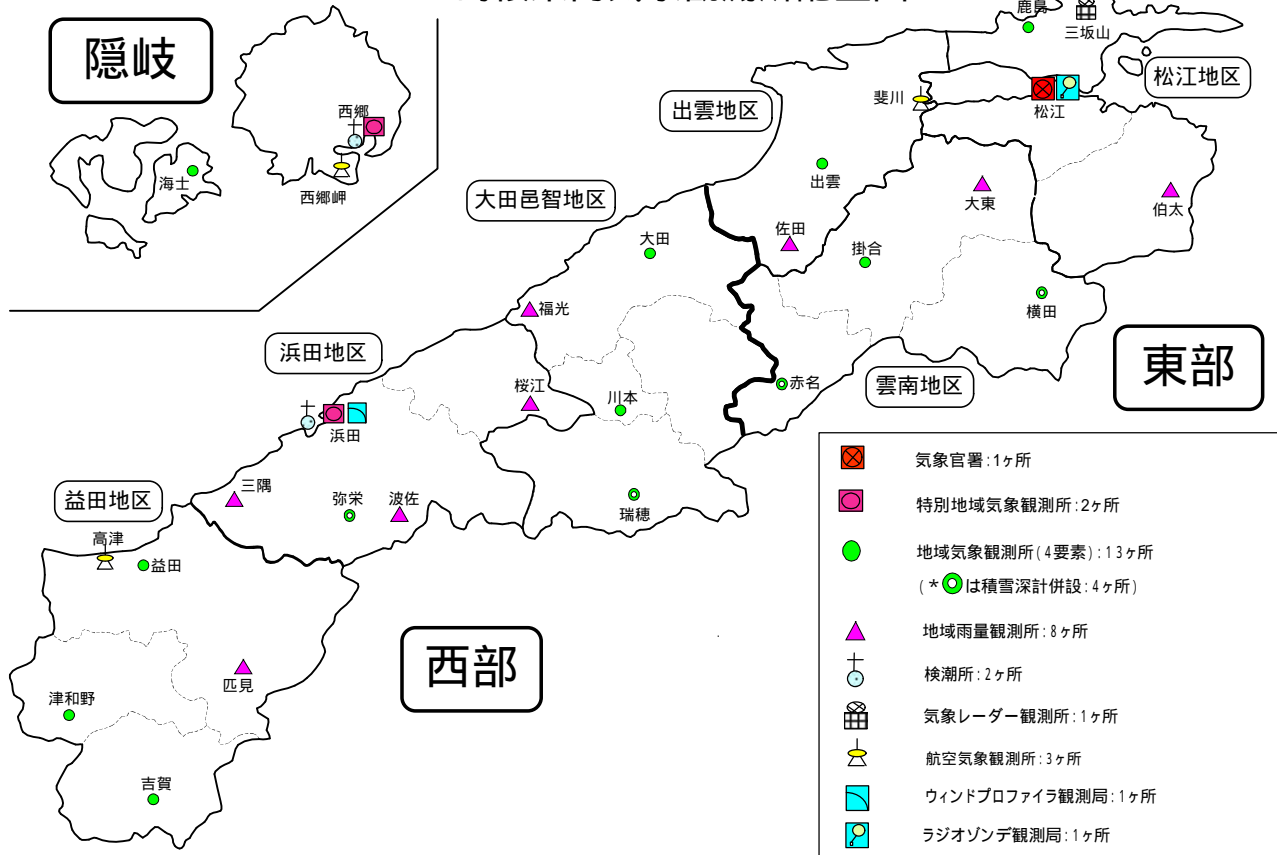 隠岐
西郷
海士
西郷岬
鹿島
三坂山
松江地区
斐川
松江
出雲地区
出雲
大東
伯太
大田邑智地区
大田
佐田
掛合
福光
横田
浜田地区
東部
赤名
雲南地区
桜江
川本
浜田
益田地区
三隅
弥栄
波佐
瑞穂
高津
益田
西部
匹見
津和野
吉賀
気象官署:1ヶ所
特別地域気象観測所:2ヶ所
地域気象観測所(4要素):13ヶ所
(*◎は積雪深計併設:4ヶ所)
地域雨量観測所:8ヶ所
検潮所:2ヶ所
気象レーダー観測所:1ヶ所
航空気象観測所:3ヶ所
ウィンドプロファイラ観測局:1ヶ所
ラジオゾンデ観測局:1ヶ所